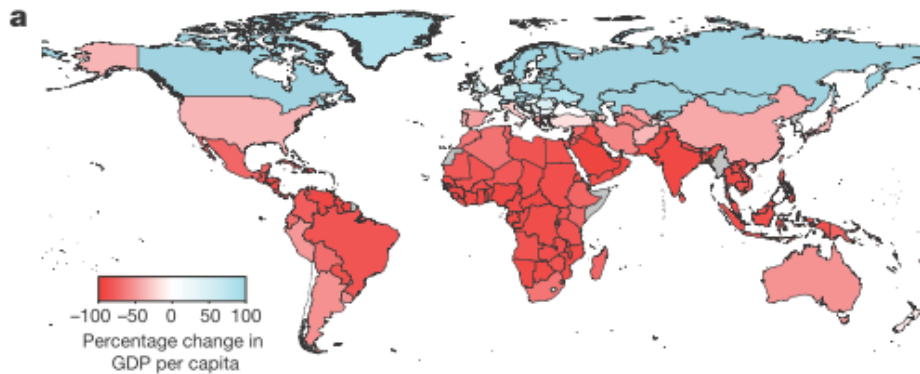 a
−100 −50 0 50 100
Percentage change in
GDP per capita